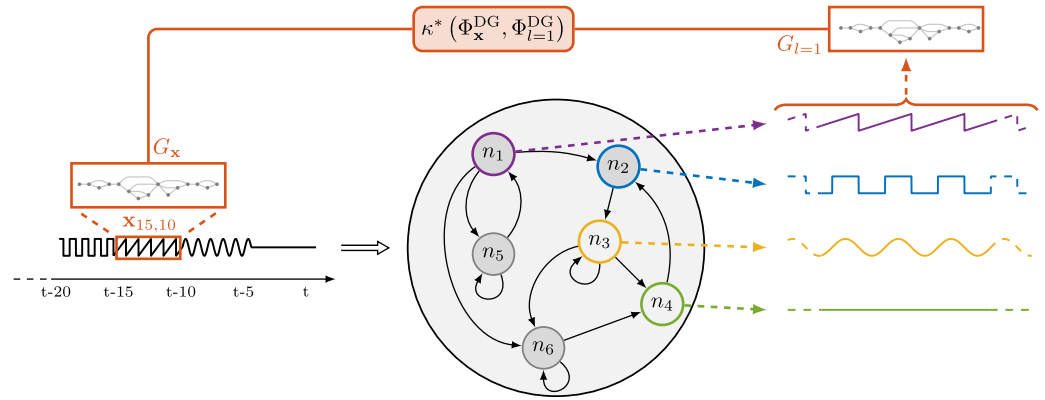 κ* (Φ_x^DG, Φ_{l=1}^DG)
G_{l=1}
G_x
n_1
n_2
x_{15,10}
n_3
n_5
n_4
t-20 t-15 t-10 t-5 t
n_6